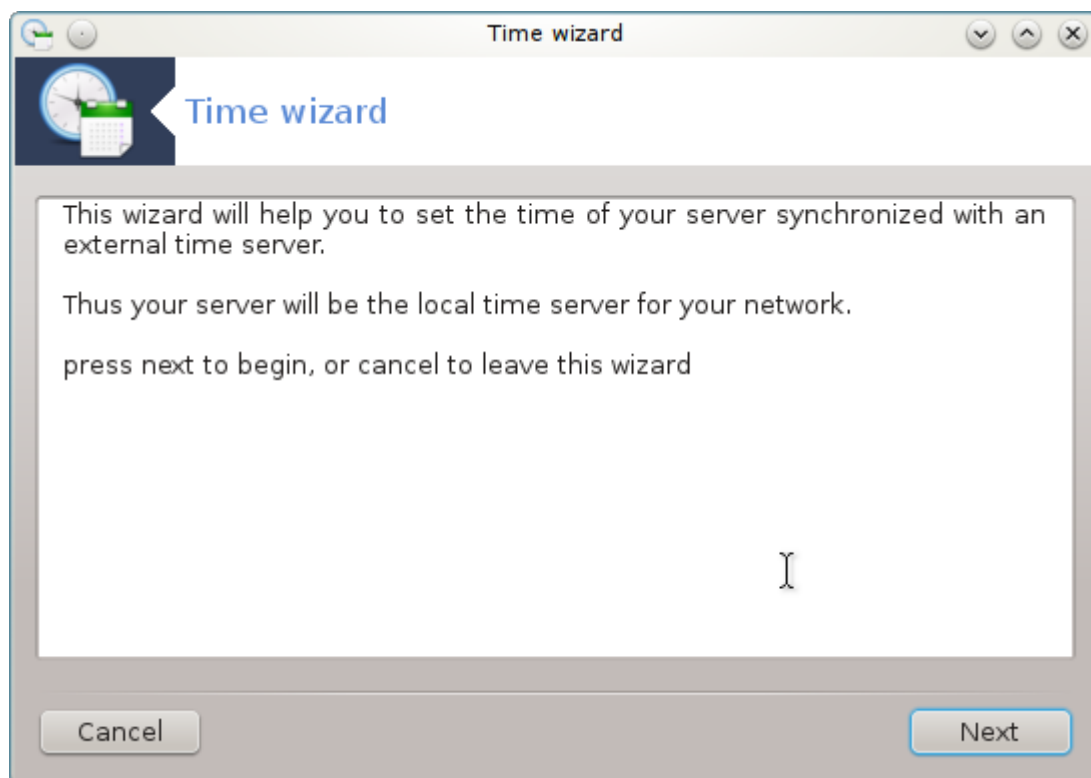 Time wizard
Time wizard
This wizard will help you to set the time of your server synchronized with an
external time server.
Thus your server will be the local time server for your network.
press next to begin, or cancel to leave this wizard
Cancel
Next